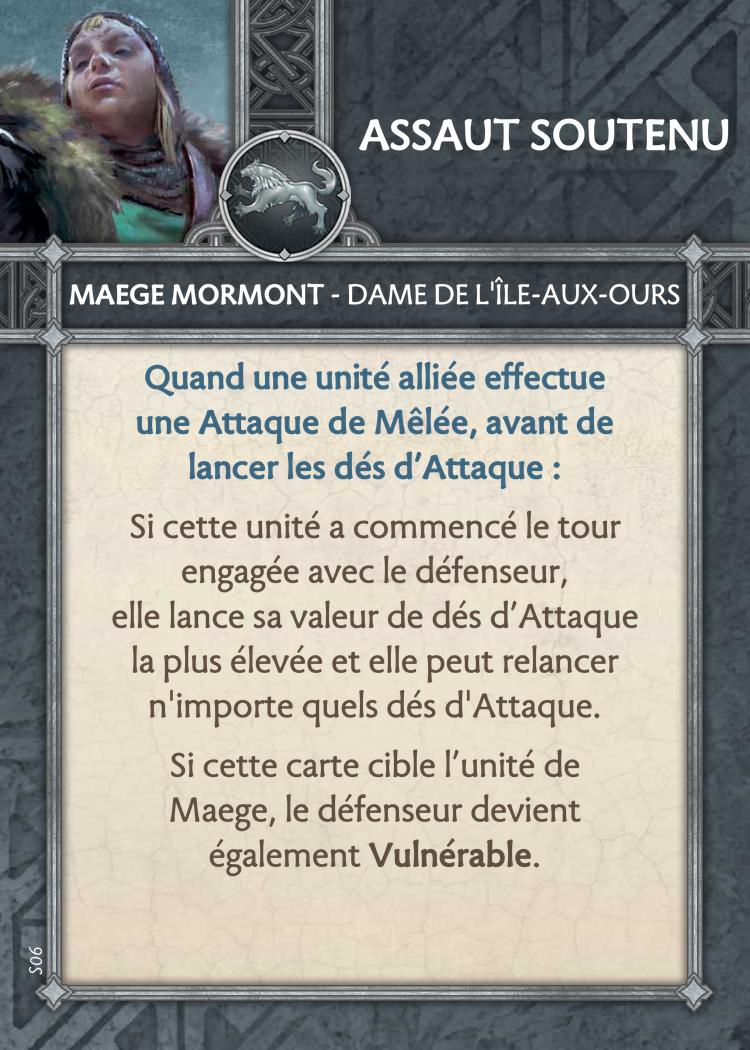 ASSAUT SOUTENU
MAEGE MORMONT - DAME DE L'ÎLE-AUX-OURS
Quand une unité alliée effectue
une Attaque de Mêlée, avant de
lancer les dés d’Attaque :
Si cette unité a commencé le tour
engagée avec le défenseur,
elle lance sa valeur de dés d’Attaque
la plus élevée et elle peut relancer
n'importe quels dés d'Attaque.
Si cette carte cible l’unité de
Maege, le défenseur devient
également Vulnérable.
S06